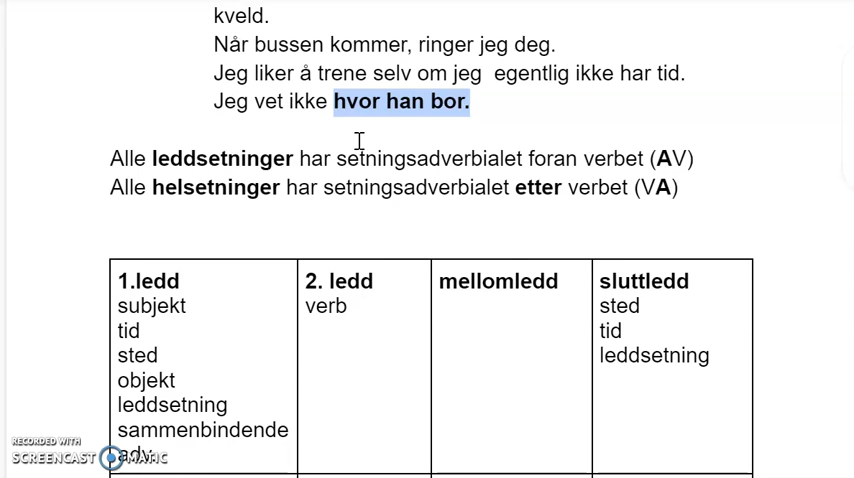 kveld.
Når bussen kommer, ringer jeg deg.
Jeg liker å trene selv om jeg  egentlig ikke har tid.
Jeg vet ikke hvor han bor.
Alle leddsetninger har setningsadverbialet foran verbet (AV)
Alle helsetninger har setningsadverbialet etter verbet (VA)
1.ledd
subjekt
tid
sted
objekt
leddsetning
sammenbindende
adv.
2. ledd
verb
mellomledd
sluttledd
sted
tid
leddsetning
RECORDED WITH
SCREENCAST MATIC